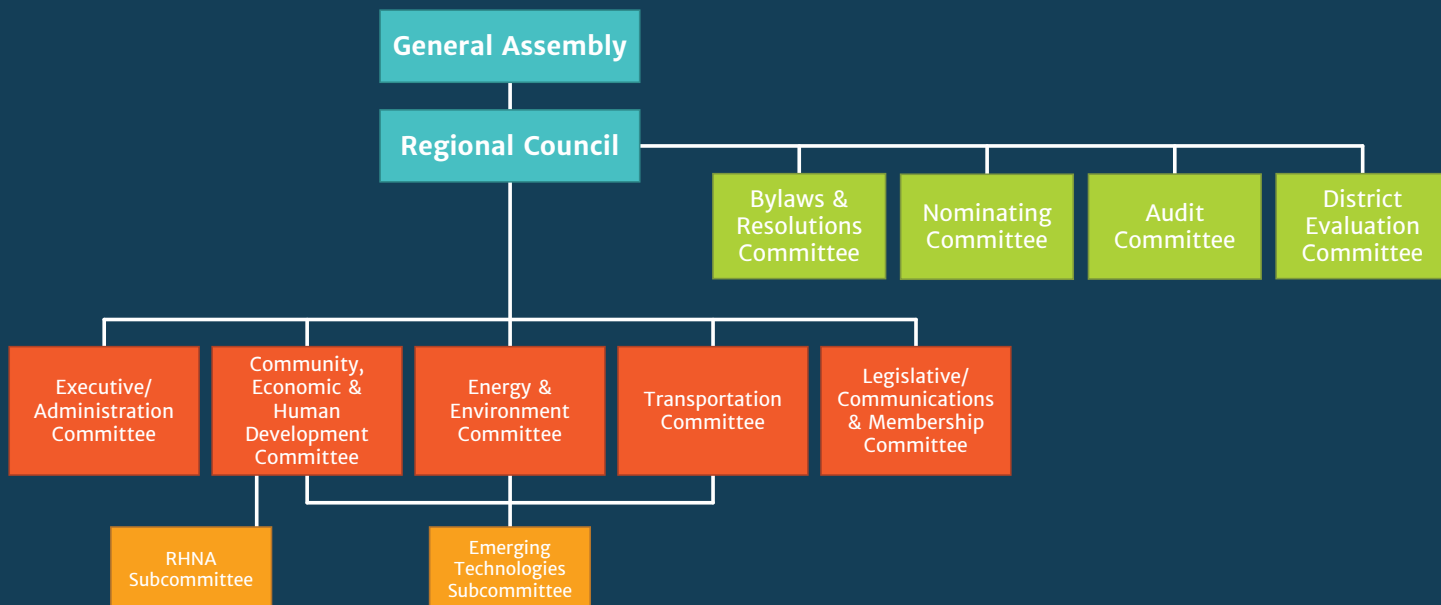 General Assembly
Regional Council
Bylaws &
Resolutions
Committee
Nominating
Committee
Audit
Committee
District
Evaluation
Committee
Executive/
Administration
Committee
Community,
Economic &
Human
Development
Committee
Energy &
Environment
Committee
Transportation
Committee
Legislative/
Communications
& Membership
Committee
RHNA
Subcommittee
Emerging
Technologies
Subcommittee